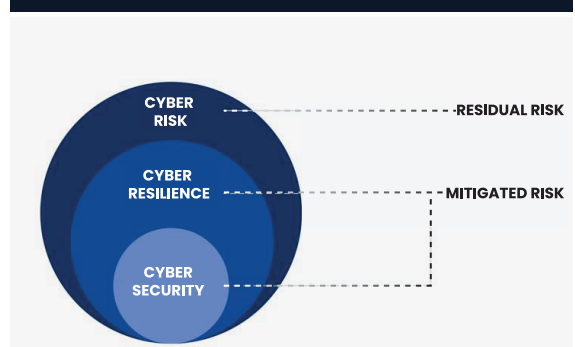 CYBER
RISK
RESIDUAL RISK
CYBER
RESILIENCE
MITIGATED RISK
CYBER
SECURITY